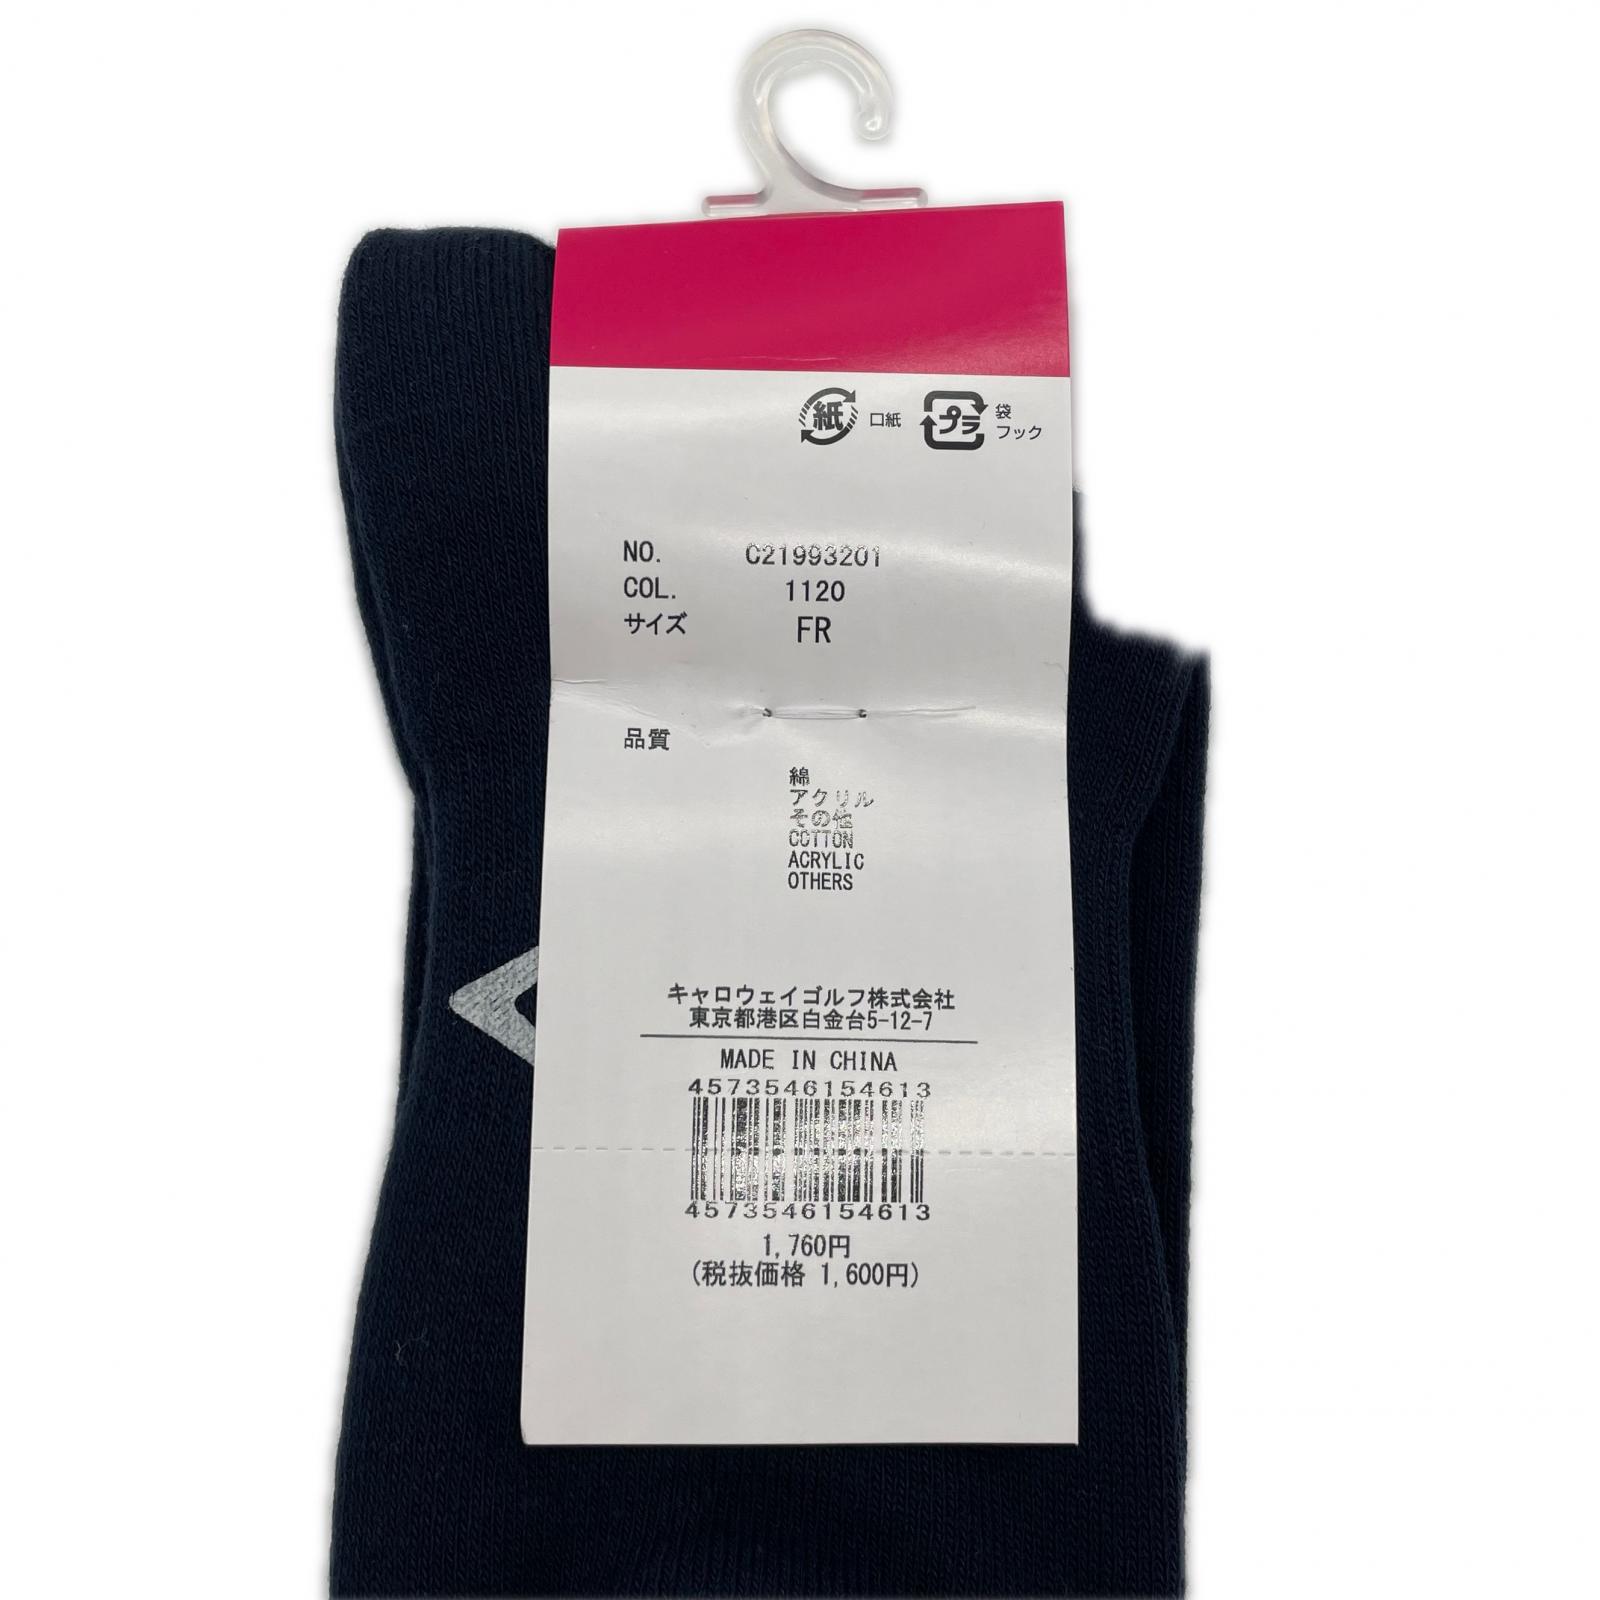 紙 口紙 プラ 袋
フック
NO. C21993201
COL. 1120
サイズ FR
品質
綿
アクリル
その他
COTTON
ACRYLIC
OTHERS
キャロウェイゴルフ株式会社
東京都港区白金台5-12-7
MADE IN CHINA
4573546154613
4573546154613
1,760円
(税抜価格 1,600円)